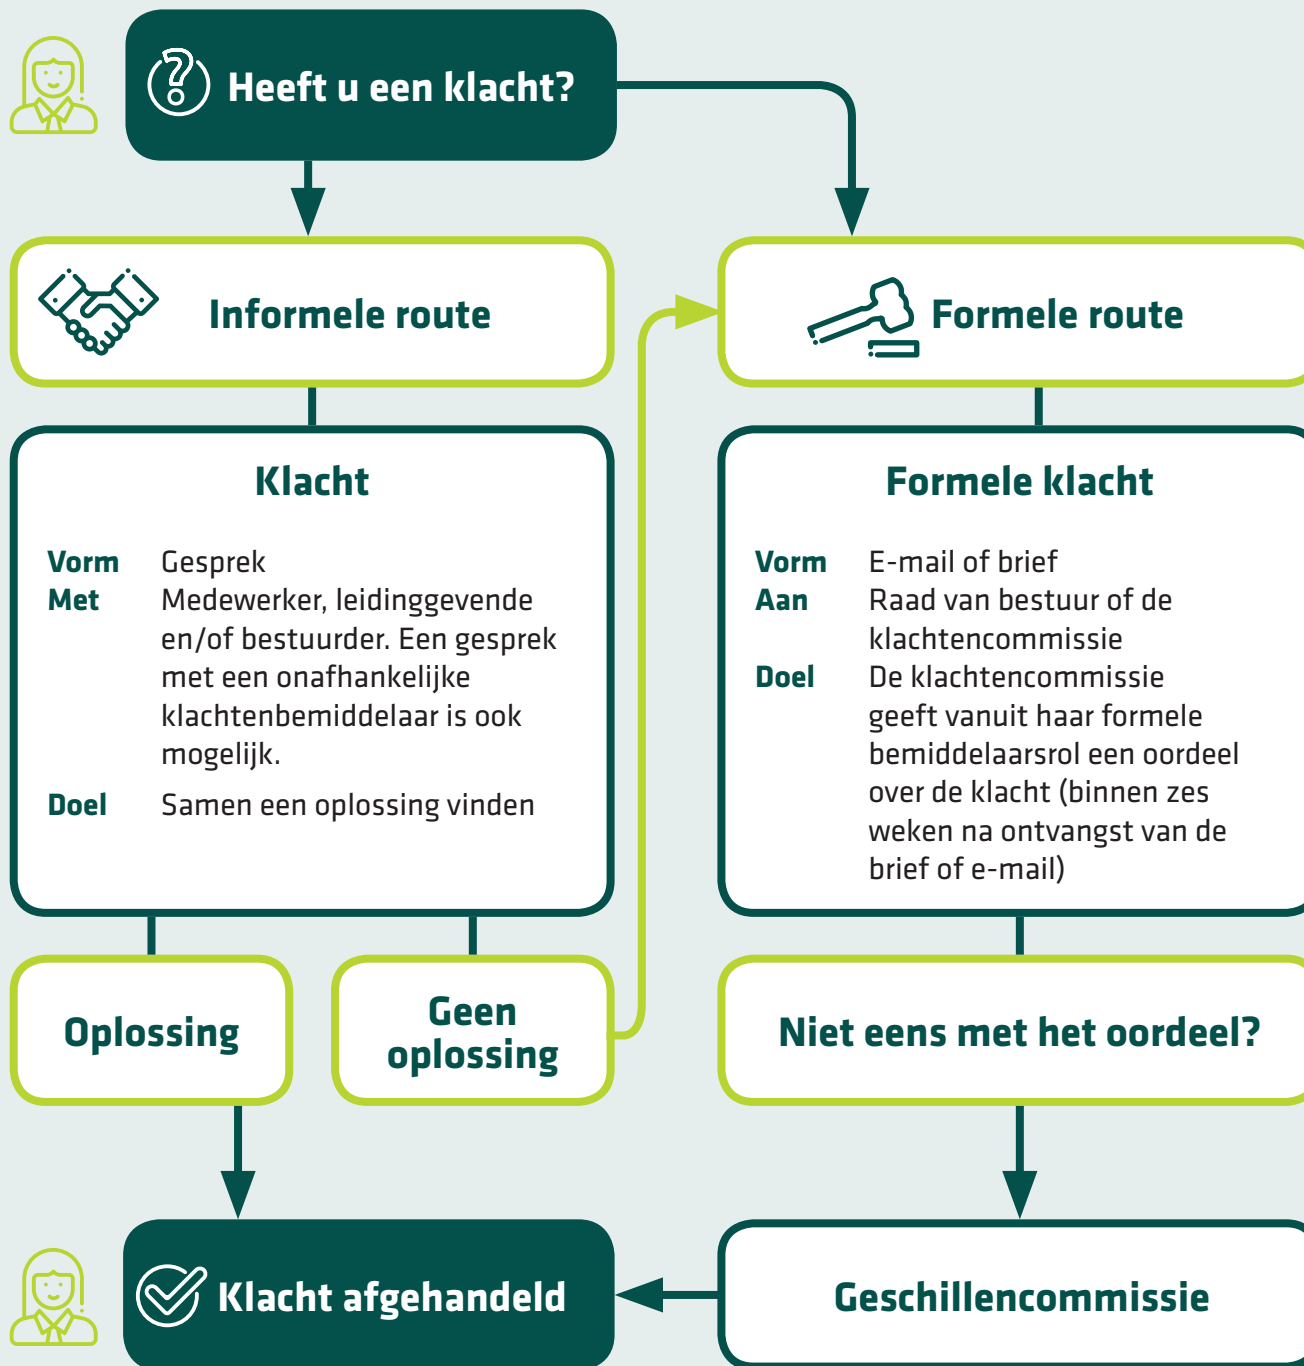 Heeft u een klacht?
Informele route
Klacht
Vorm Gesprek
Met Medewerker, leidinggevende
en/of bestuurder. Een gesprek
met een onafhankelijke
klachtenbemiddelaar is ook
mogelijk.
Doel Samen een oplossing vinden
Oplossing
Geen
oplossing
Formele route
Formele klacht
Vorm E-mail of brief
Aan Raad van bestuur of de
klachtencommissie
Doel De klachtencommissie
geeft vanuit haar formele
bemiddelaarsrol een oordeel
over de klacht (binnen zes
weken na ontvangst van de
brief of e-mail)
Niet eens met het oordeel?
Geschillencommissie
Klacht afgehandeld